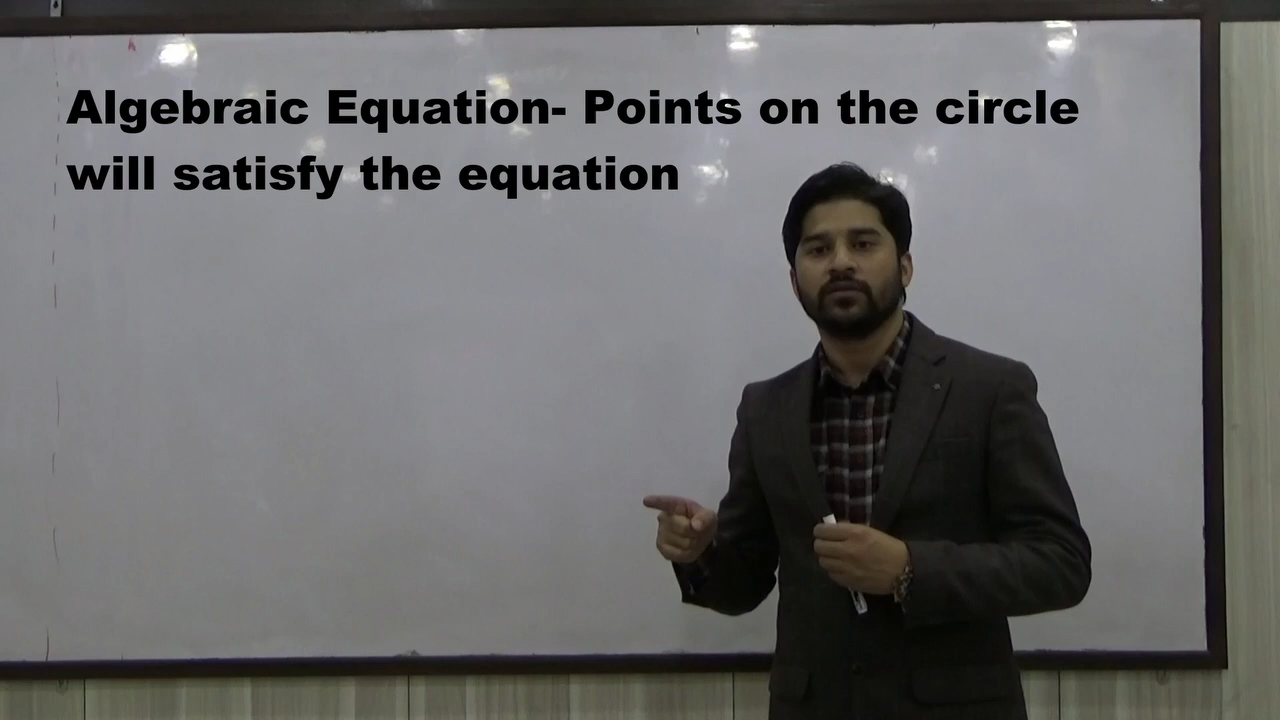 Algebraic Equation- Points on the circle
will satisfy the equation